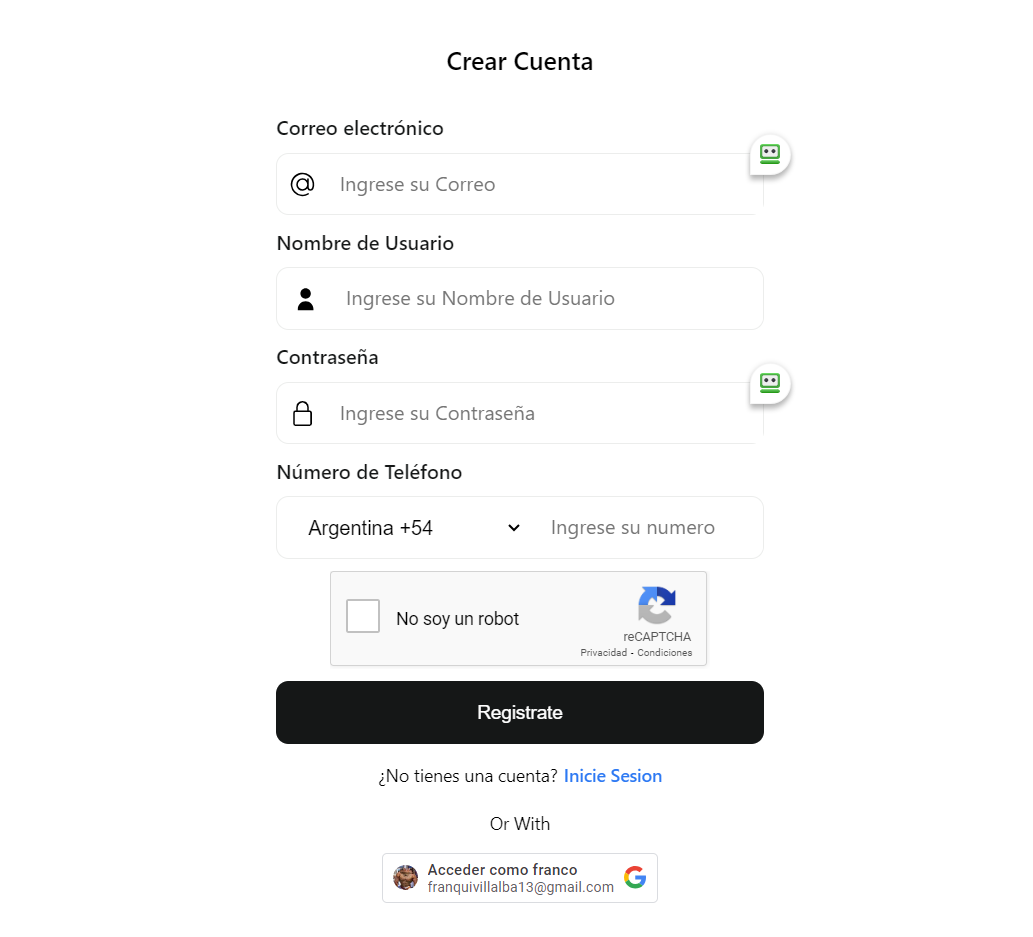 Crear Cuenta
Correo electrónico
Ingrese su Correo
Nombre de Usuario
Ingrese su Nombre de Usuario
Contraseña
Ingrese su Contraseña
Número de Teléfono
Argentina +54 Ingrese su numero
No soy un robot
reCAPTCHA
Privacidad - Condiciones
Registrate
¿No tienes una cuenta? Inicie Sesion
Or With
Acceder como franco
franquivillalba13@gmail.com